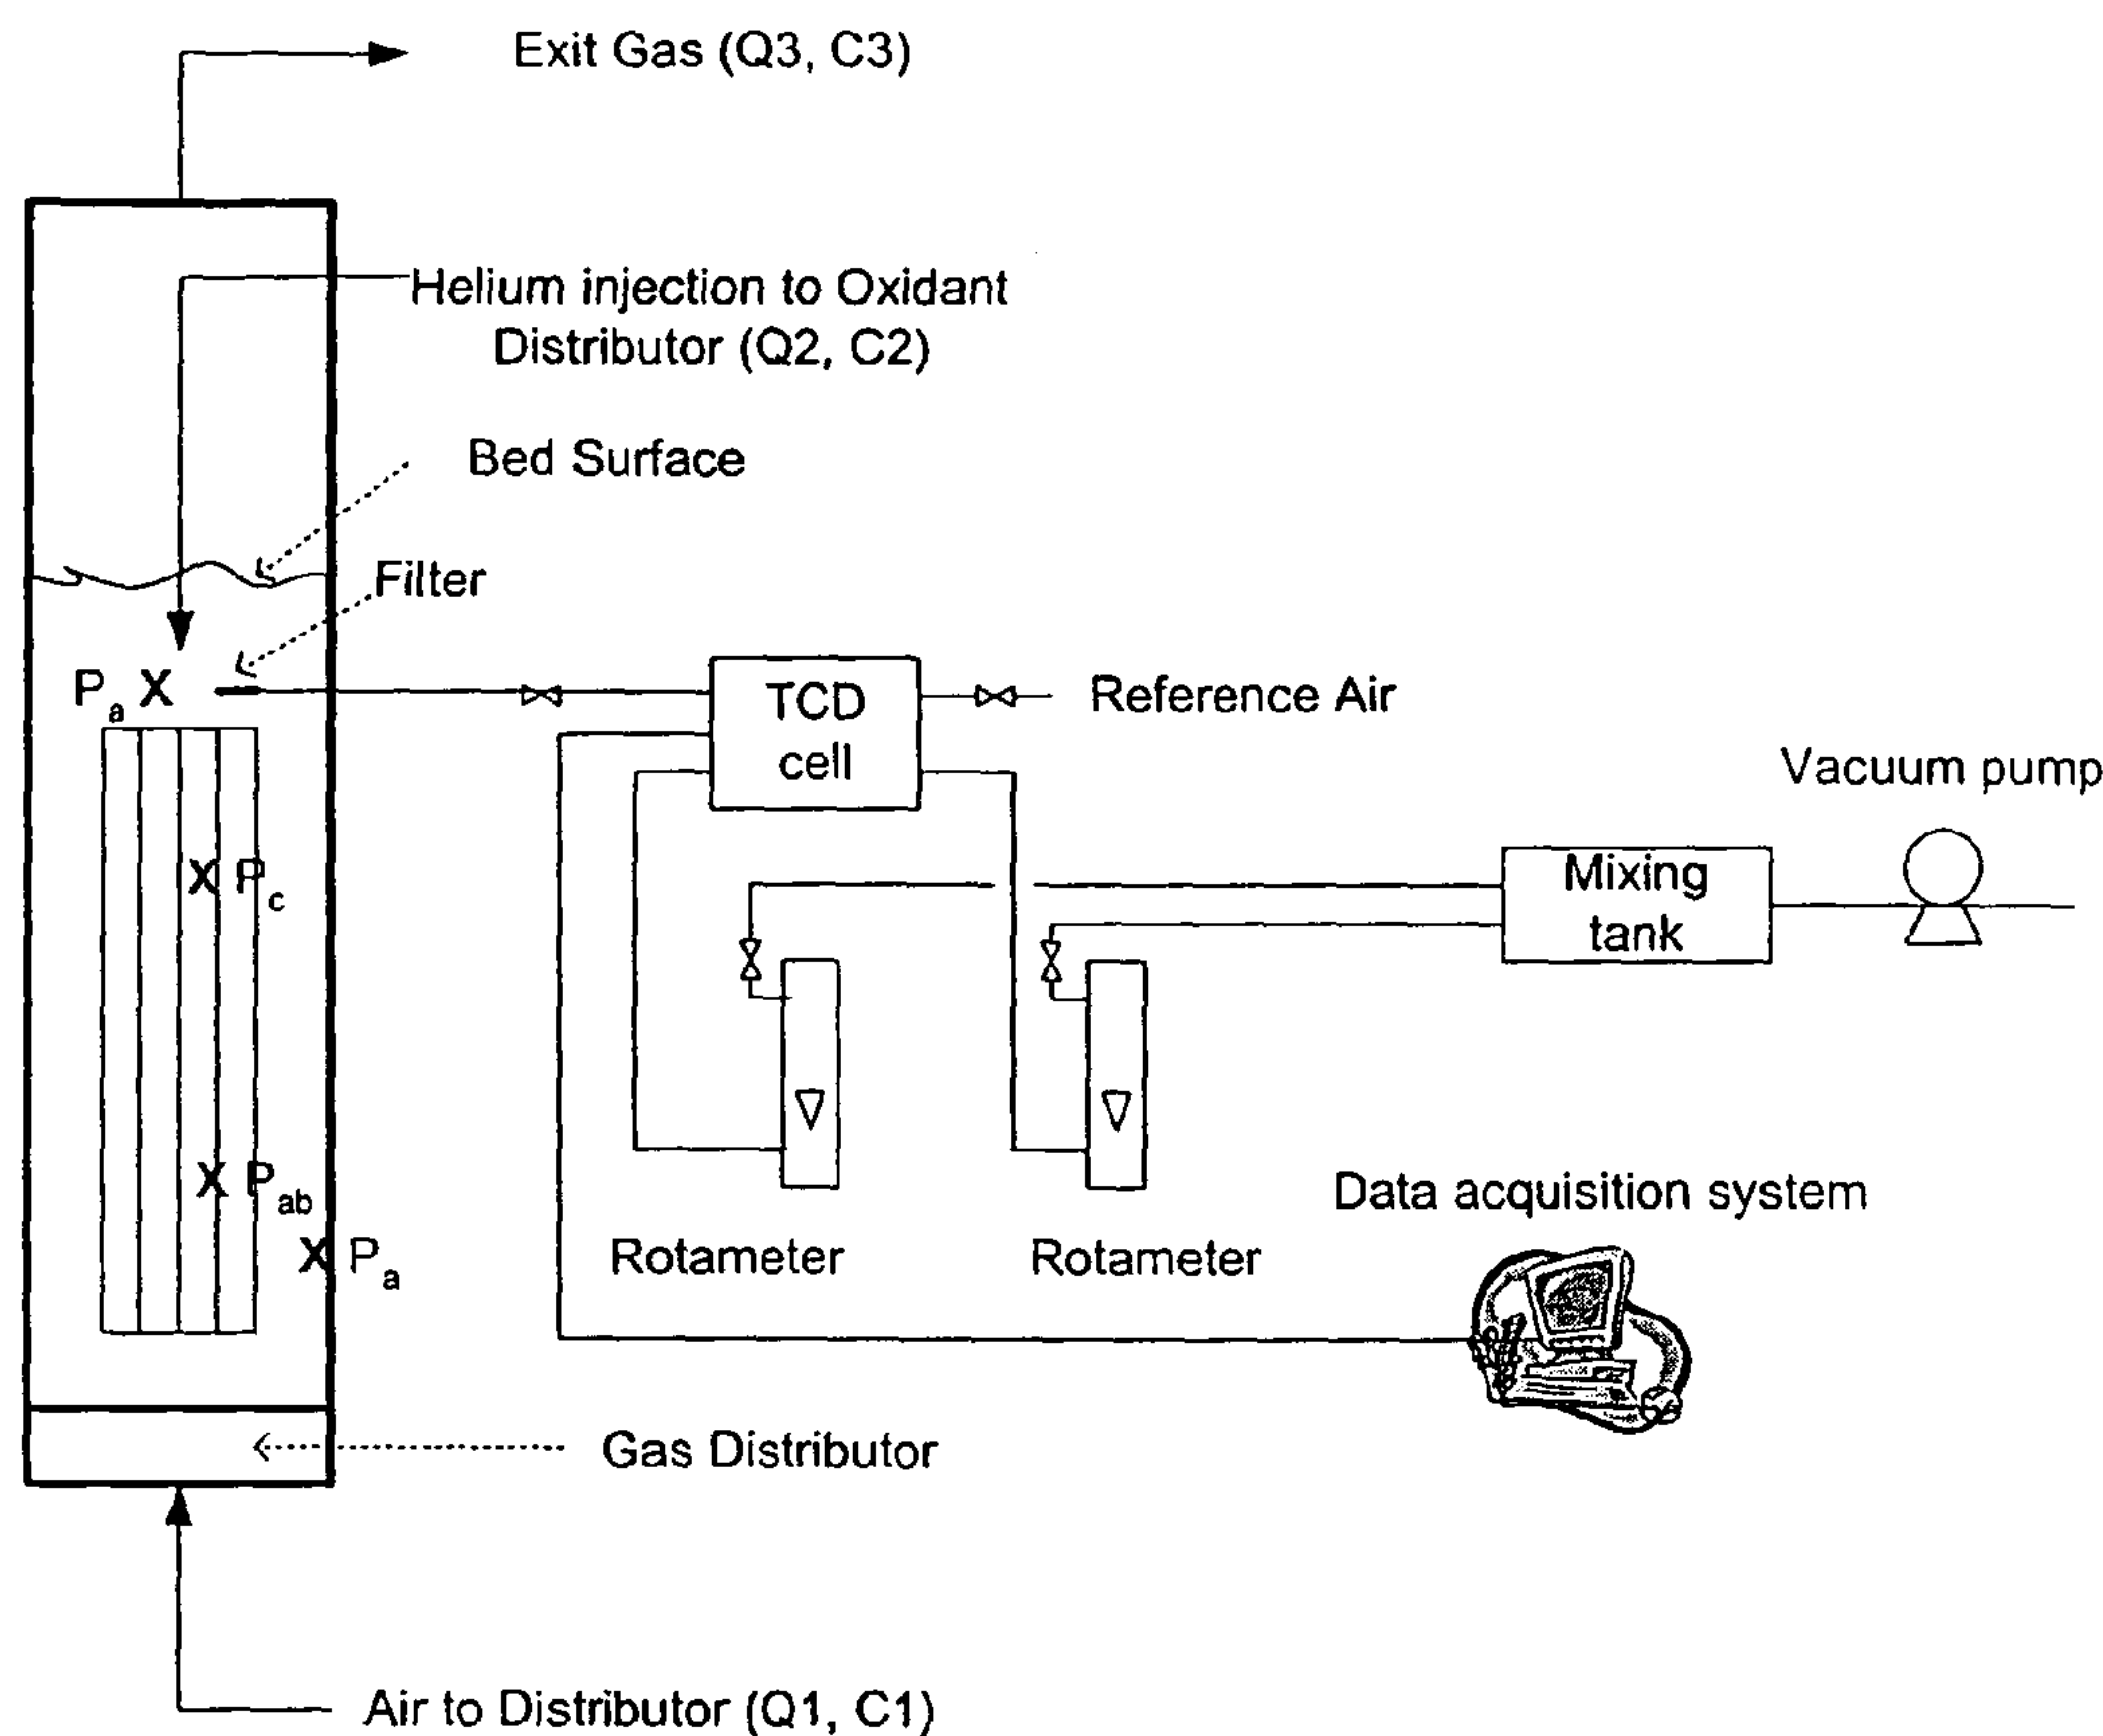 Exit Gas (Q3, C3)
Helium injection to Oxidant
Distributor (Q2, C2)
Bed Surface
Filter
Pa X
TCD
cell
Reference Air
Vacuum pump
X Pc
Mixing
tank
X Pab
X Pa
Data acquisition system
Rotameter
Rotameter
Gas Distributor
Air to Distributor (Q1, C1)